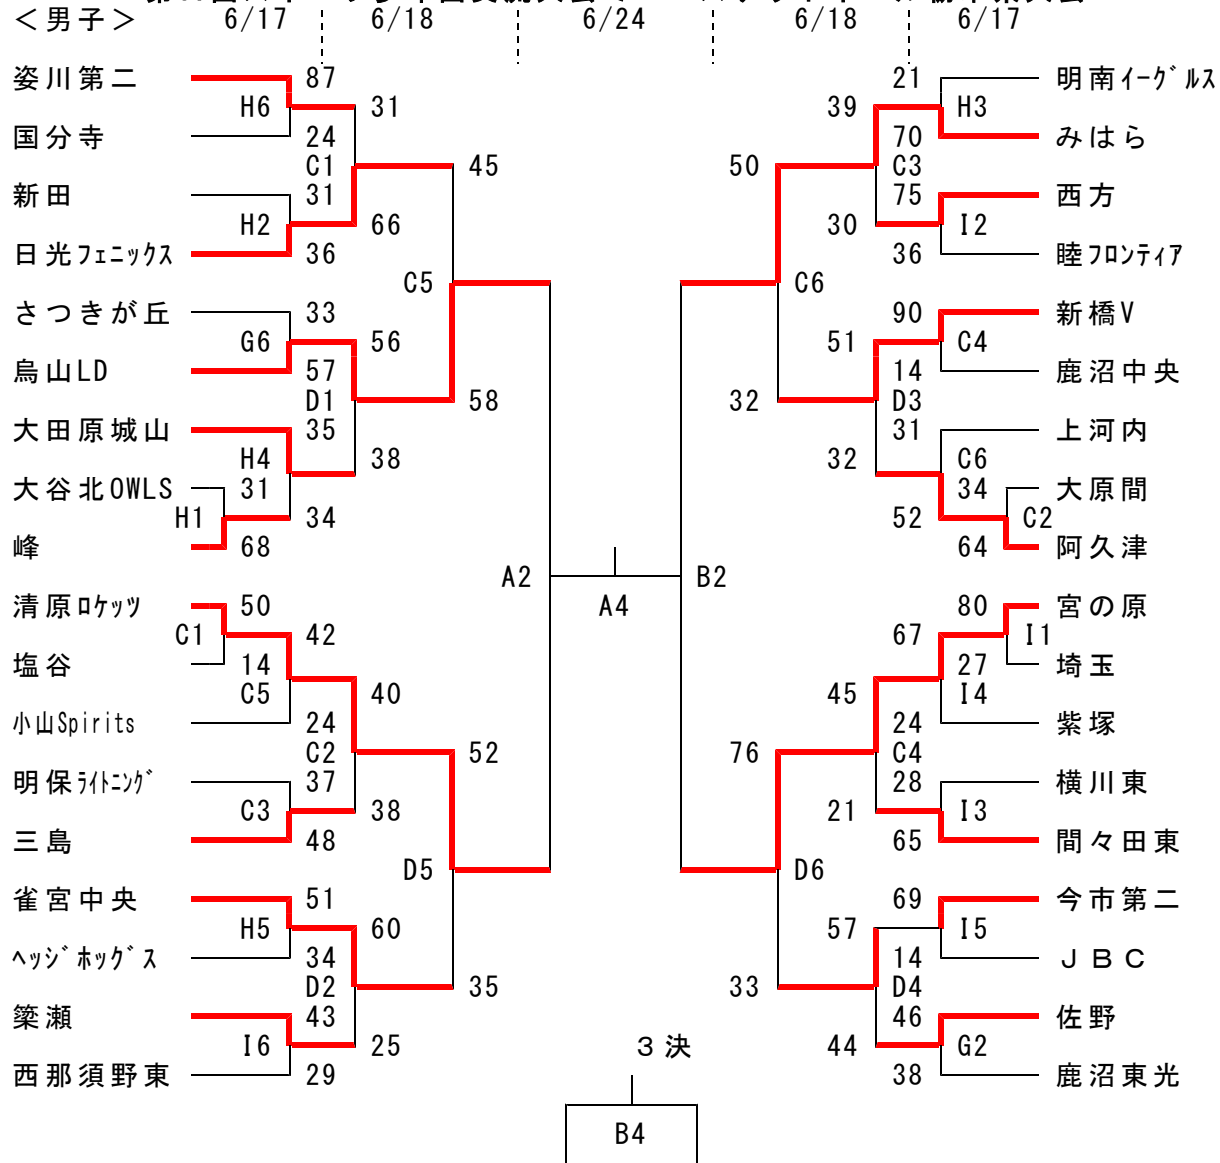 <男子> 6/17 6/18 6/24 6/18 6/17
姿川第二 87 21 明南ｲｰｸﾞﾙｽ
H6 31 39 H3
国分寺 24 70 みはら
C1 45 50 C3
新田 31 75 西方
H2 66 30 I2
日光ﾌｪﾆｯｸｽ 36 36 睦ﾌﾛﾝﾃｨｱ
C5 C6
さつきが丘 33 90 新橋V
G6 56 51 C4
烏山LD 57 14 鹿沼中央
D1 58 32 D3
大田原城山 35 31 上河内
H4 38 32 C6
大谷北OWLS 31 34 大原間
H1 34 52 C2
峰 68 64 阿久津
A2 B2
清原ﾛｹｯﾂ 50 A4 80 宮の原
C1 42 67 I1
塩谷 14 27 埼玉
C5 40 45 I4
小山Spirits 24 24 紫塚
C2 52 76 C4
明保ﾗｲﾄﾆﾝｸﾞ 37 28 横川東
C3 38 21 I3
三島 48 65 間々田東
D5 D6
雀宮中央 51 69 今市第二
H5 60 57 I5
ﾍｯｼﾞﾎｯｸﾞｽ 34 14 ＪＢＣ
D2 35 33 D4
簗瀬 43 46 佐野
I6 25 3決 44 G2
西那須野東 29 38 鹿沼東光
B4